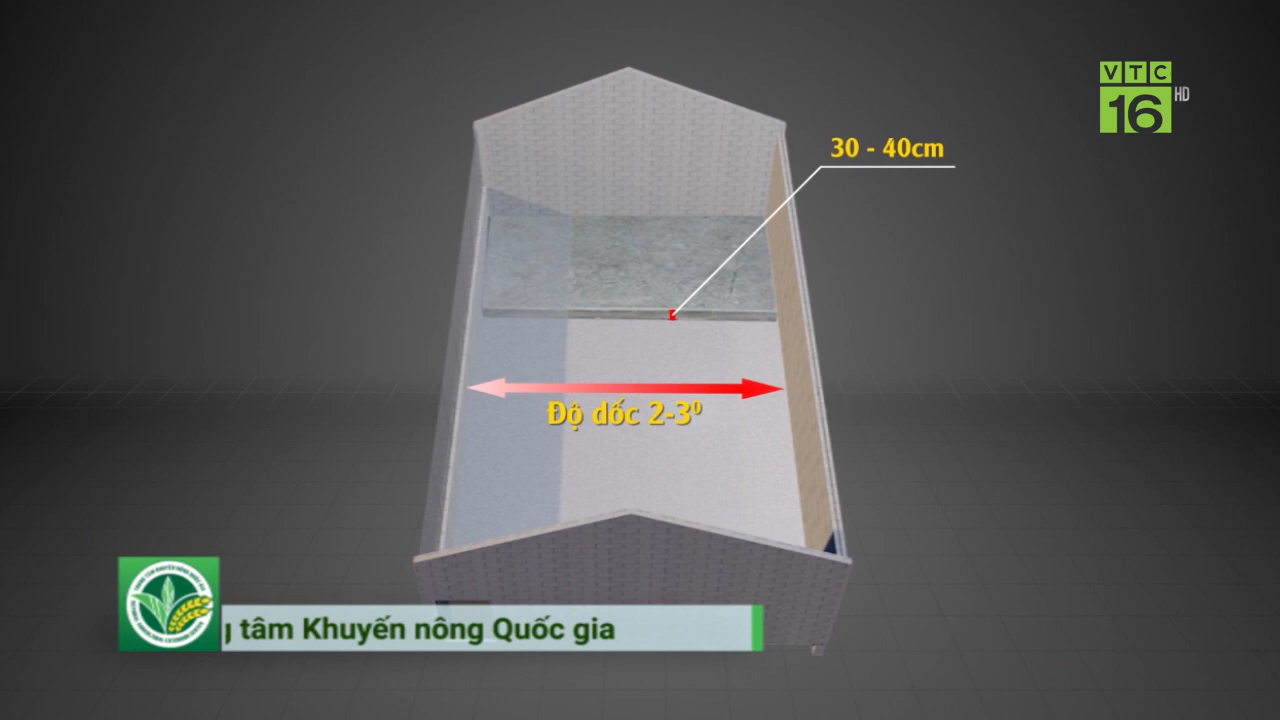 VTC
16 HD
30 - 40cm
Độ dốc 2-3⁰
tâm Khuyến nông Quốc gia